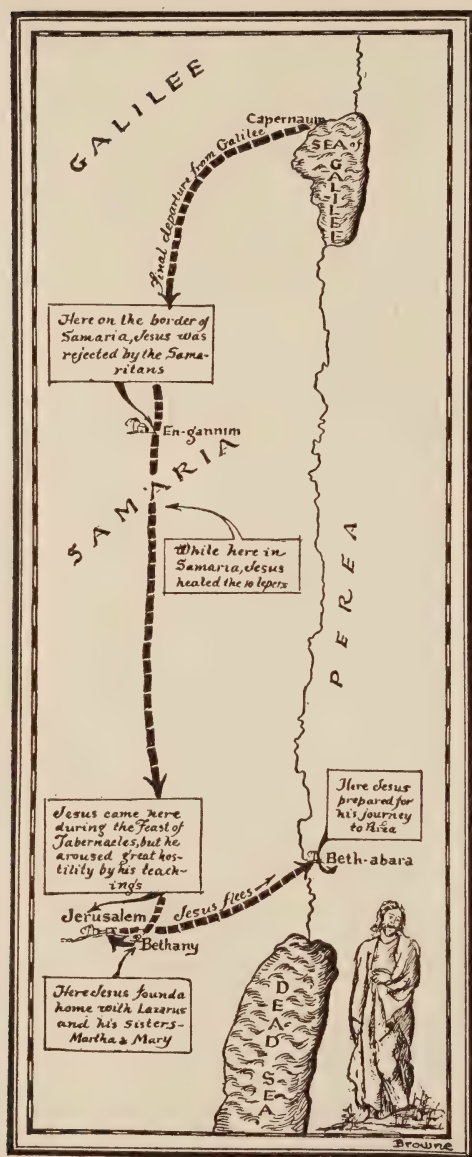 GALILEE
Capernaum
SEA of
GALILEE
Final departure from Galilee
Here on the border of
Samaria, Jesus was
rejected by the Sama-
ritans
En-gannim
SAMARIA
While here in
Samaria, Jesus
healed the 10 lepers
PEREA
Here Jesus
prepared for
his journey
to
Beth-abara
Jesus came here
during the Feast of
Tabernacles, but he
aroused great hos-
tility by his teach-
ings
Jerusalem
Jesus flees
Bethany
Here Jesus found a
home with Lazarus
and his sisters-
Martha & Mary
DEAD SEA
Browne